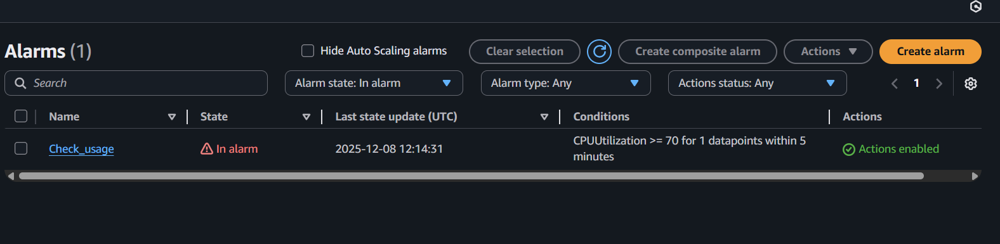 Alarms (1)
Hide Auto Scaling alarms
Clear selection
Create composite alarm
Actions
Create alarm
Search
Alarm state: In alarm
Alarm type: Any
Actions status: Any
1
Name State Last state update (UTC) Conditions Actions
Check_usage In alarm 2025-12-08 12:14:31 CPUUtilization >= 70 for 1 datapoints within 5
minutes
Actions enabled